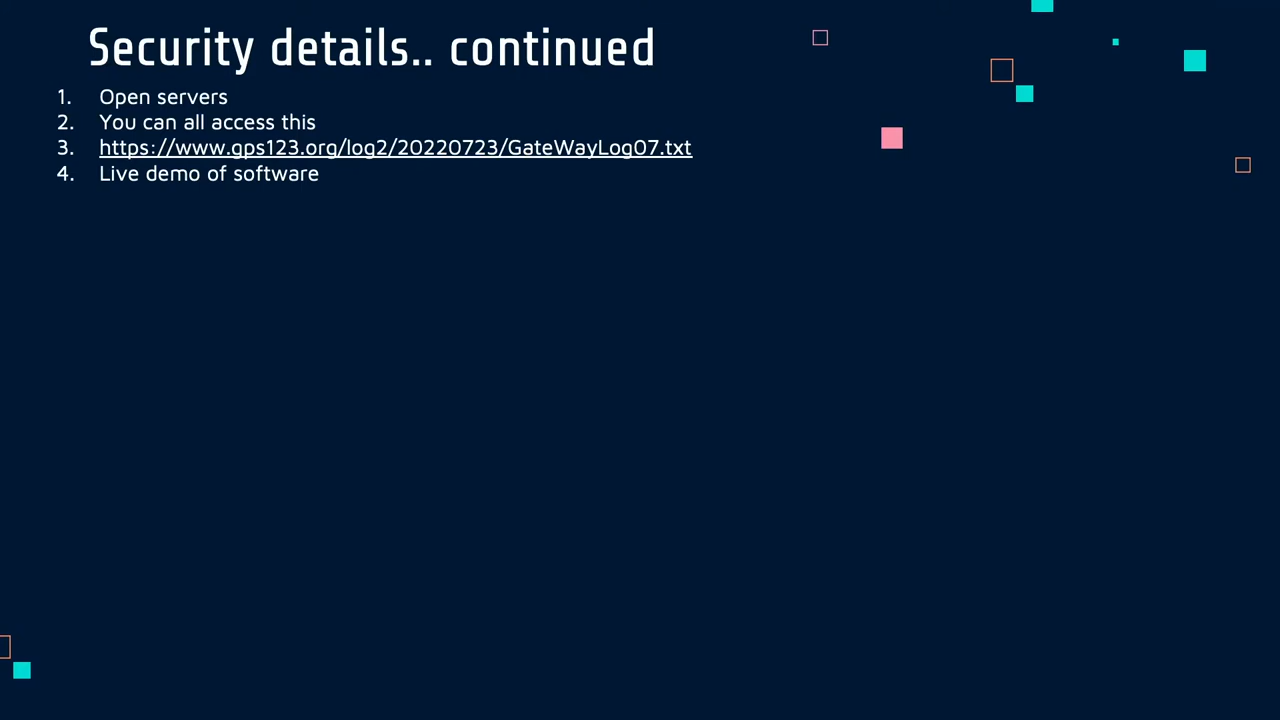 Security details.. continued
1. Open servers
2. You can all access this
3. https://www.gps123.org/log2/20220723/GateWayLog07.txt
4. Live demo of software